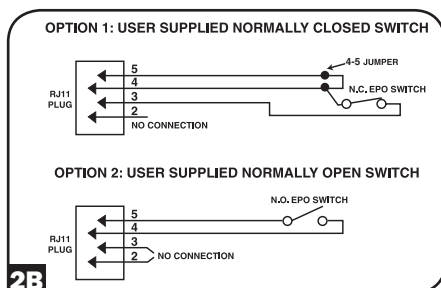 OPTION 1: USER SUPPLIED NORMALLY CLOSED SWITCH
4-5 JUMPER
5
4
N.C. EPO SWITCH
3
RJ11
PLUG
2
NO CONNECTION
OPTION 2: USER SUPPLIED NORMALLY OPEN SWITCH
N.O. EPO SWITCH
5
4
RJ11
PLUG
3
NO CONNECTION
2
2B